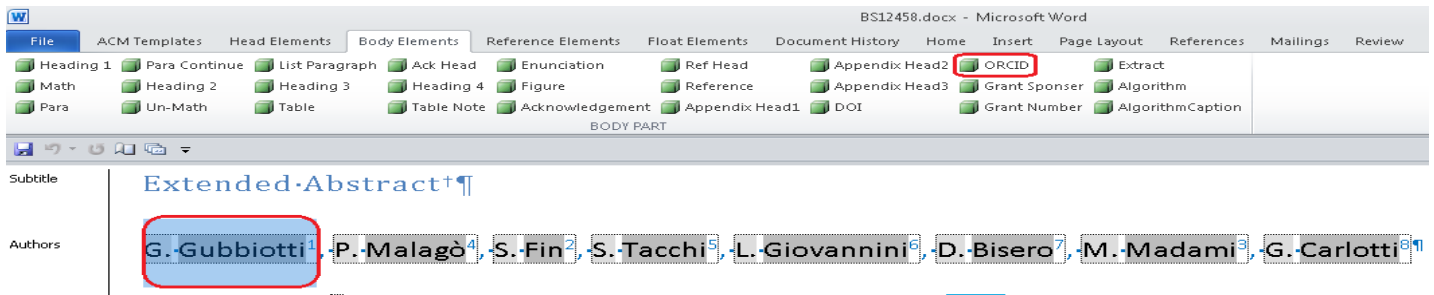 BS12458.docx - Microsoft Word
File ACM Templates Head Elements Body Elements Reference Elements Float Elements Document History Home Insert Page Layout References Mailings Review
Heading 1 Para Continue List Paragraph Ack Head Enunciation Ref Head Appendix Head2 ORCID Extract
Math Heading 2 Heading 3 Heading 4 Figure Reference Appendix Head3 Grant Sponser Algorithm
Para Un-Math Table Table Note Acknowledgement Appendix Head1 DOI Grant Number AlgorithmCaption
BODY PART
Subtitle Extended·Abstract†¶
Authors G.·Gubbiotti¹,·P.·Malagò⁴,·S.·Fin²,·S.·Tacchi⁵,·L.·Giovannini⁶,·D.·Bisero⁷,·M.·Madami³,·G.·Carlotti⁸¶